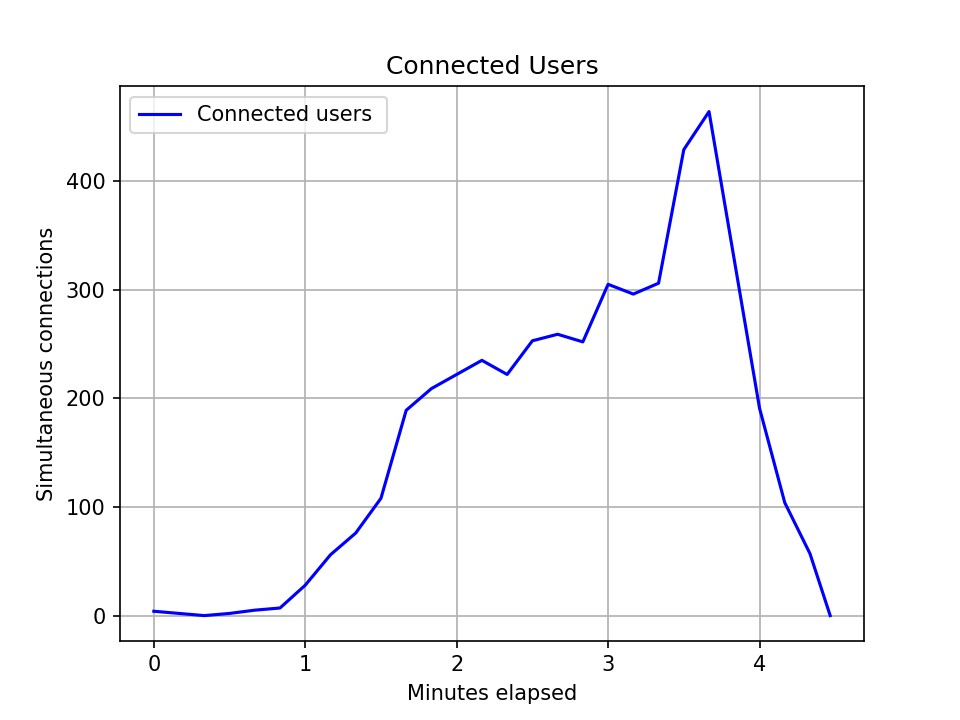 Connected Users
Connected users
400
300
200
100
0
Simultaneous connections
0 1 2 3 4
Minutes elapsed